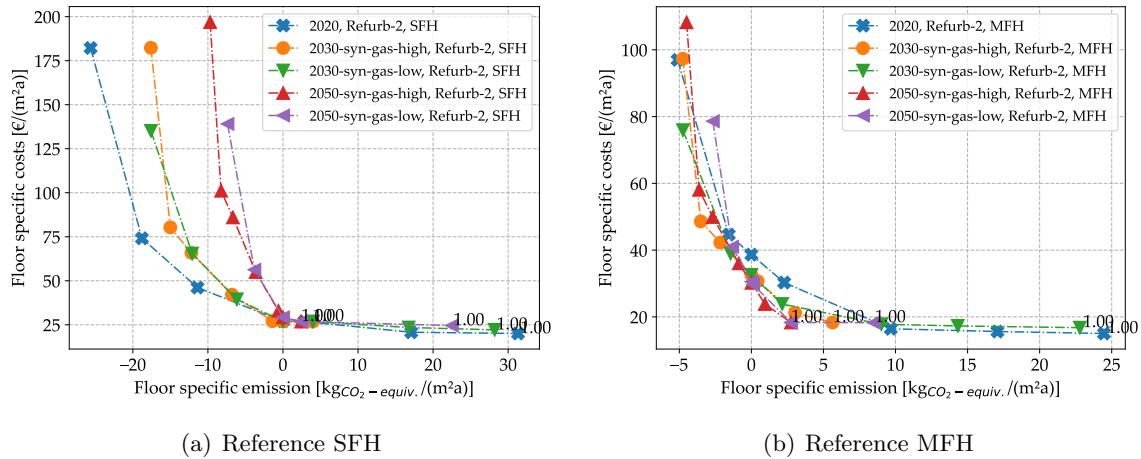 200
175
150
125
100
75
50
25
Floor specific costs [€/(m²a)]
2020, Refurb-2, SFH
2030-syn-gas-high, Refurb-2, SFH
2030-syn-gas-low, Refurb-2, SFH
2050-syn-gas-high, Refurb-2, SFH
2050-syn-gas-low, Refurb-2, SFH
1.00
1.00
1.00
−20
−10
0
10
20
30
Floor specific emission [kg_{CO_2−equiv.}/(m²a)]
(a) Reference SFH
100
80
60
40
20
Floor specific costs [€/(m²a)]
2020, Refurb-2, MFH
2030-syn-gas-high, Refurb-2, MFH
2030-syn-gas-low, Refurb-2, MFH
2050-syn-gas-high, Refurb-2, MFH
2050-syn-gas-low, Refurb-2, MFH
1.00
1.00
1.00
1.00
1.00
−5
0
5
10
15
20
25
Floor specific emission [kg_{CO_2−equiv.}/(m²a)]
(b) Reference MFH